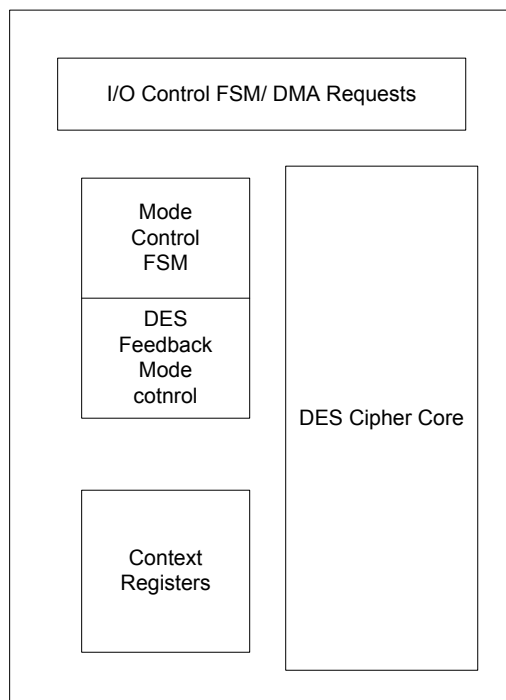 I/O Control FSM/ DMA Requests
Mode
Control
FSM
DES
Feedback
Mode
cotnrol
DES Cipher Core
Context
Registers